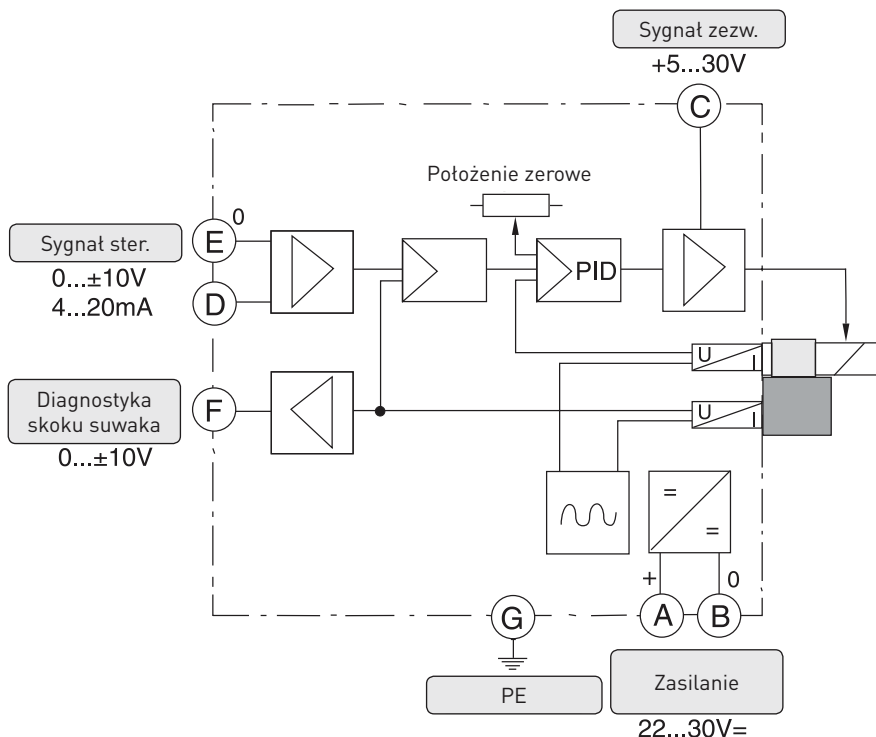 Sygnał zezw.
+5...30V
C
Położenie zerowe
E
0
Sygnał ster.
0...±10V
4...20mA
D
PID
U
I
Diagnostyka
skoku suwaka
0...±10V
F
U
I
=
=
+
0
G
A
B
PE
Zasilanie
22...30V=